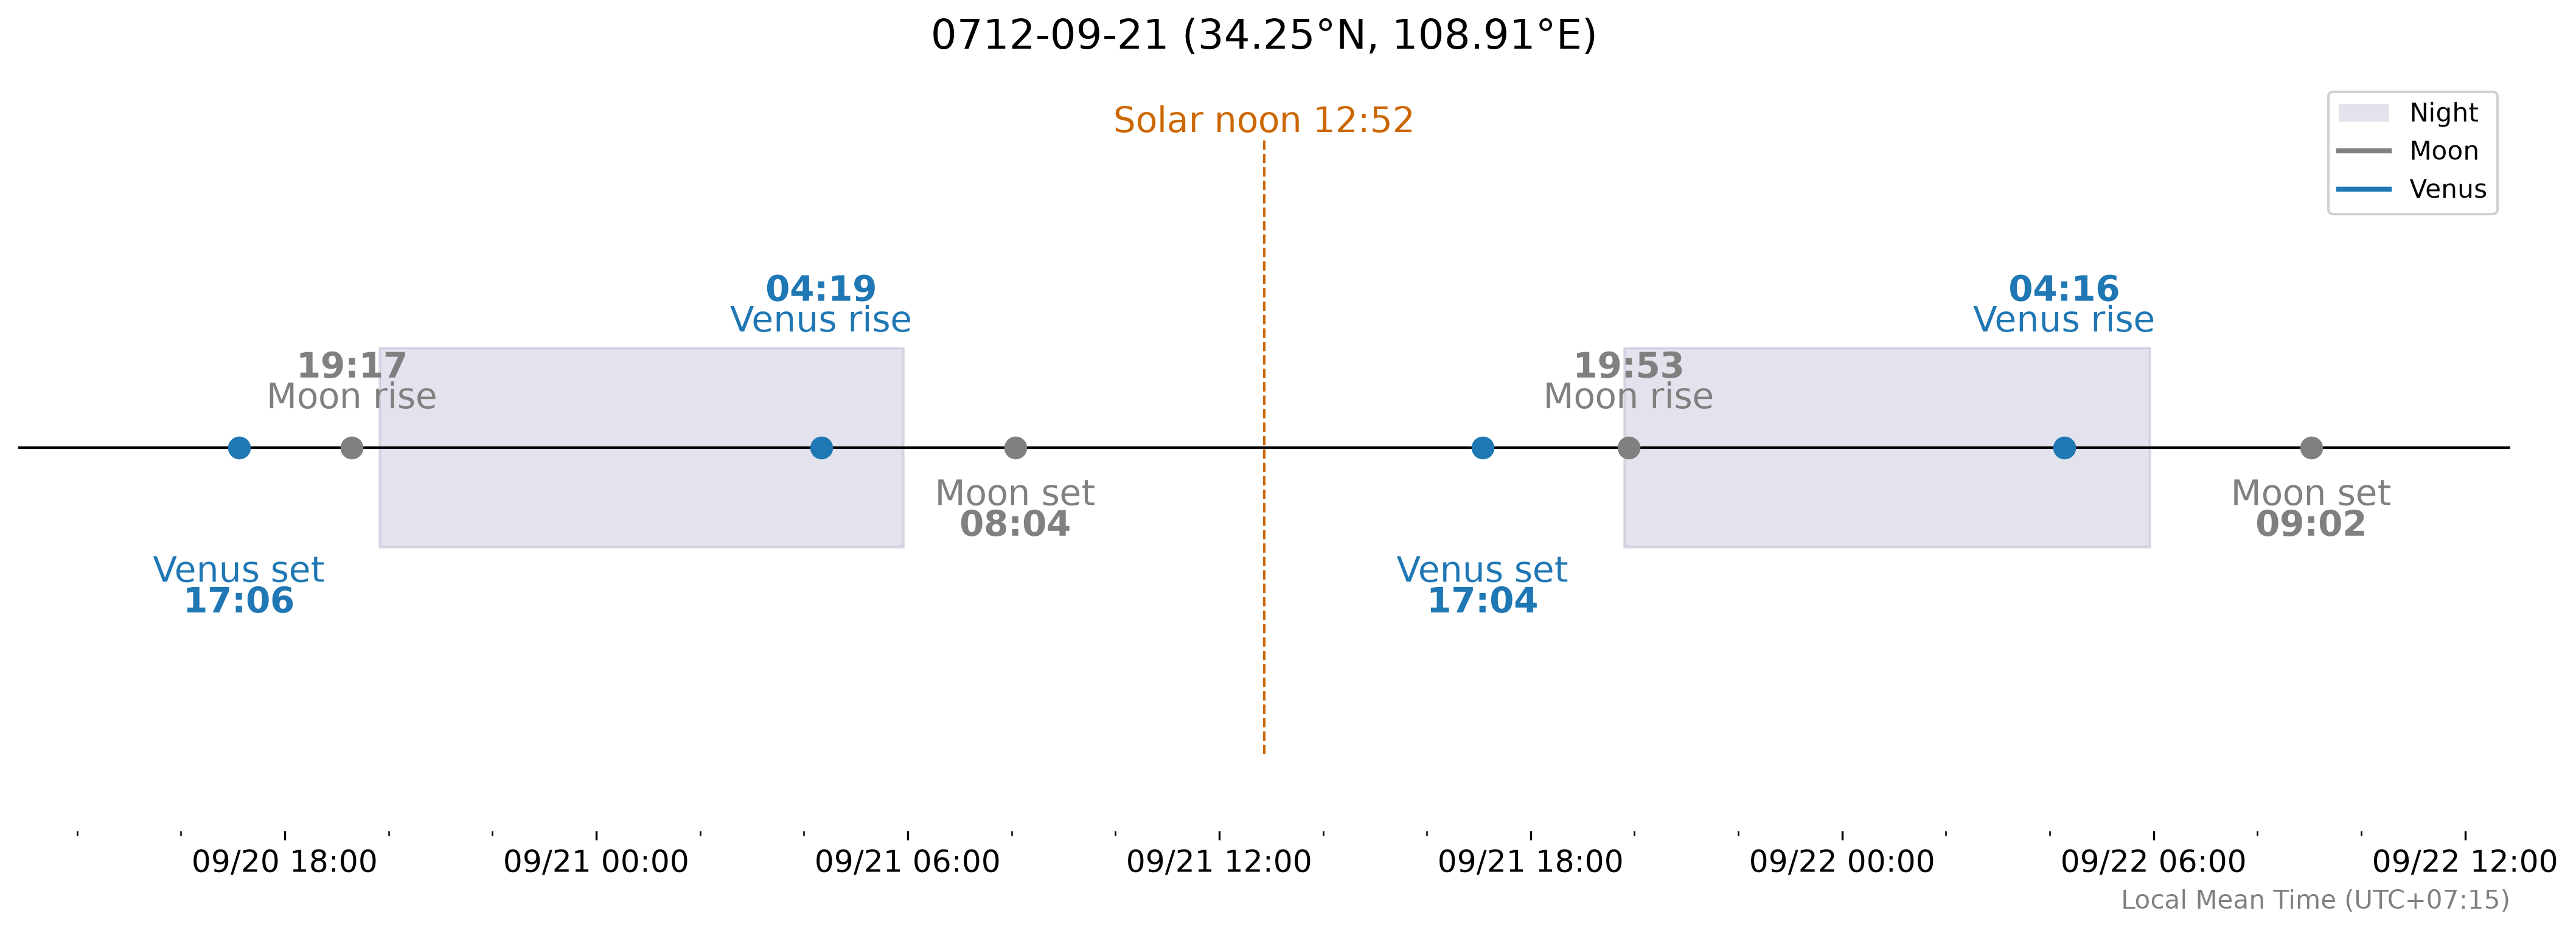 0712-09-21 (34.25°N, 108.91°E)
Solar noon 12:52
Night
Moon
Venus
04:19
Venus rise
04:16
Venus rise
19:17
Moon rise
19:53
Moon rise
Moon set
08:04
Moon set
09:02
Venus set
17:06
Venus set
17:04
09/20 18:00
09/21 00:00
09/21 06:00
09/21 12:00
09/21 18:00
09/22 00:00
09/22 06:00
09/22 12:00
Local Mean Time (UTC+07:15)